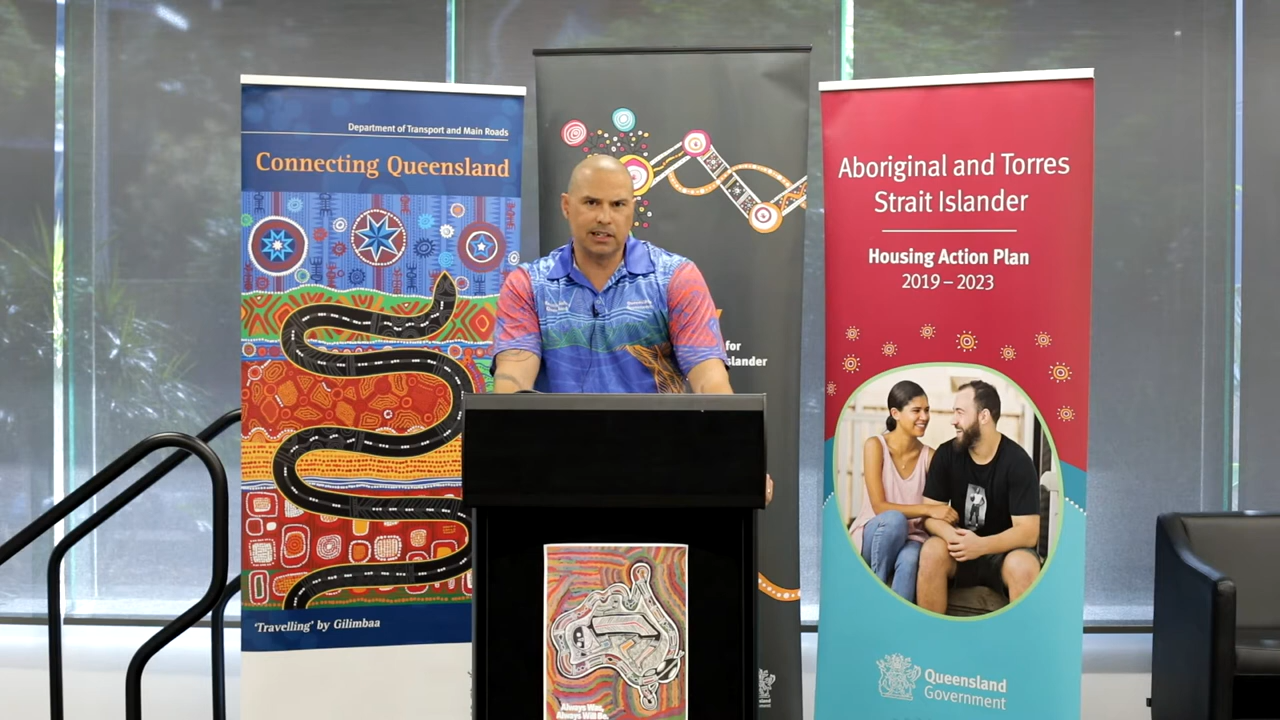 Department of Transport and Main Roads
Connecting Queensland
'Travelling' by Gilimbaa
for
slander
Aboriginal and Torres
Strait Islander
Housing Action Plan
2019 – 2023
Queensland
Government
Always Was,
Always Will Be.